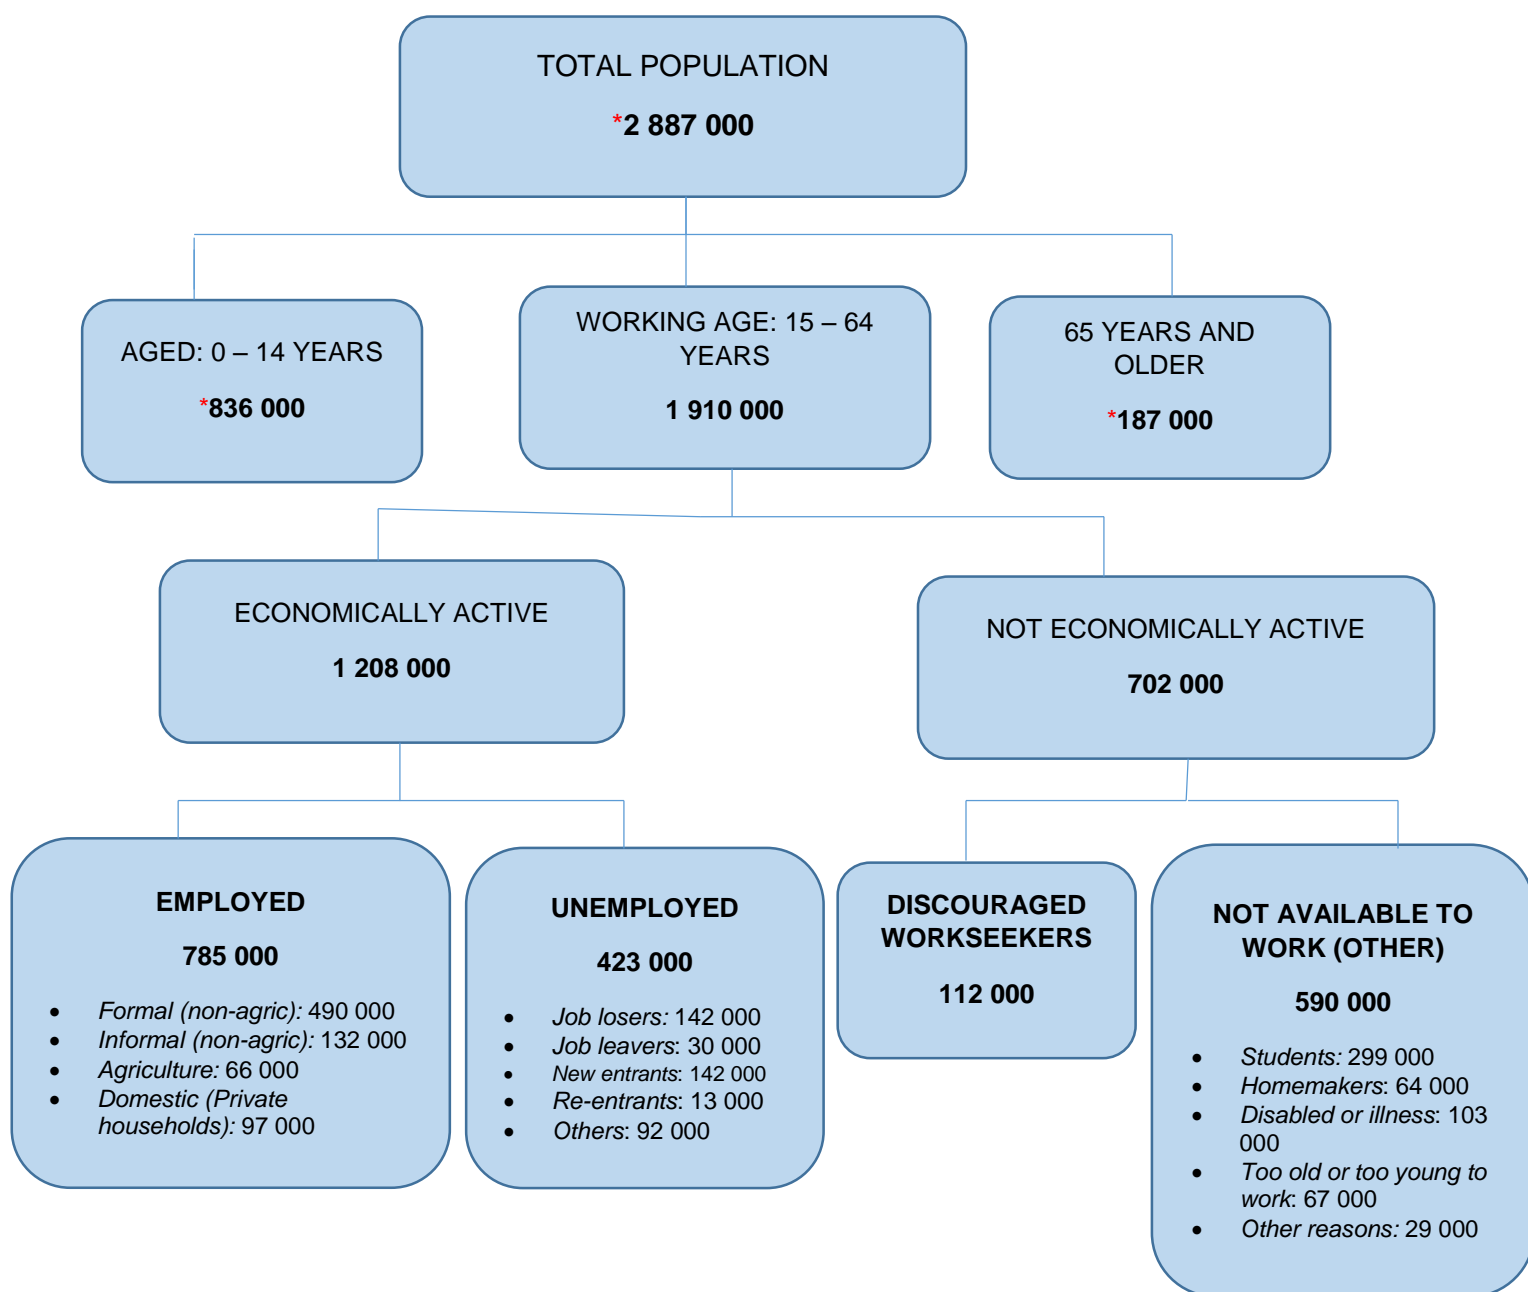 TOTAL POPULATION
*2 887 000
AGED: 0 – 14 YEARS
*836 000
WORKING AGE: 15 – 64
YEARS
1 910 000
65 YEARS AND
OLDER
*187 000
ECONOMICALLY ACTIVE
1 208 000
NOT ECONOMICALLY ACTIVE
702 000
EMPLOYED
785 000
• Formal (non-agric): 490 000
• Informal (non-agric): 132 000
• Agriculture: 66 000
• Domestic (Private
households): 97 000
UNEMPLOYED
423 000
• Job losers: 142 000
• Job leavers: 30 000
• New entrants: 142 000
• Re-entrants: 13 000
• Others: 92 000
DISCOURAGED
WORKSEEKERS
112 000
NOT AVAILABLE TO
WORK (OTHER)
590 000
• Students: 299 000
• Homemakers: 64 000
• Disabled or illness: 103
000
• Too old or too young to
work: 67 000
• Other reasons: 29 000